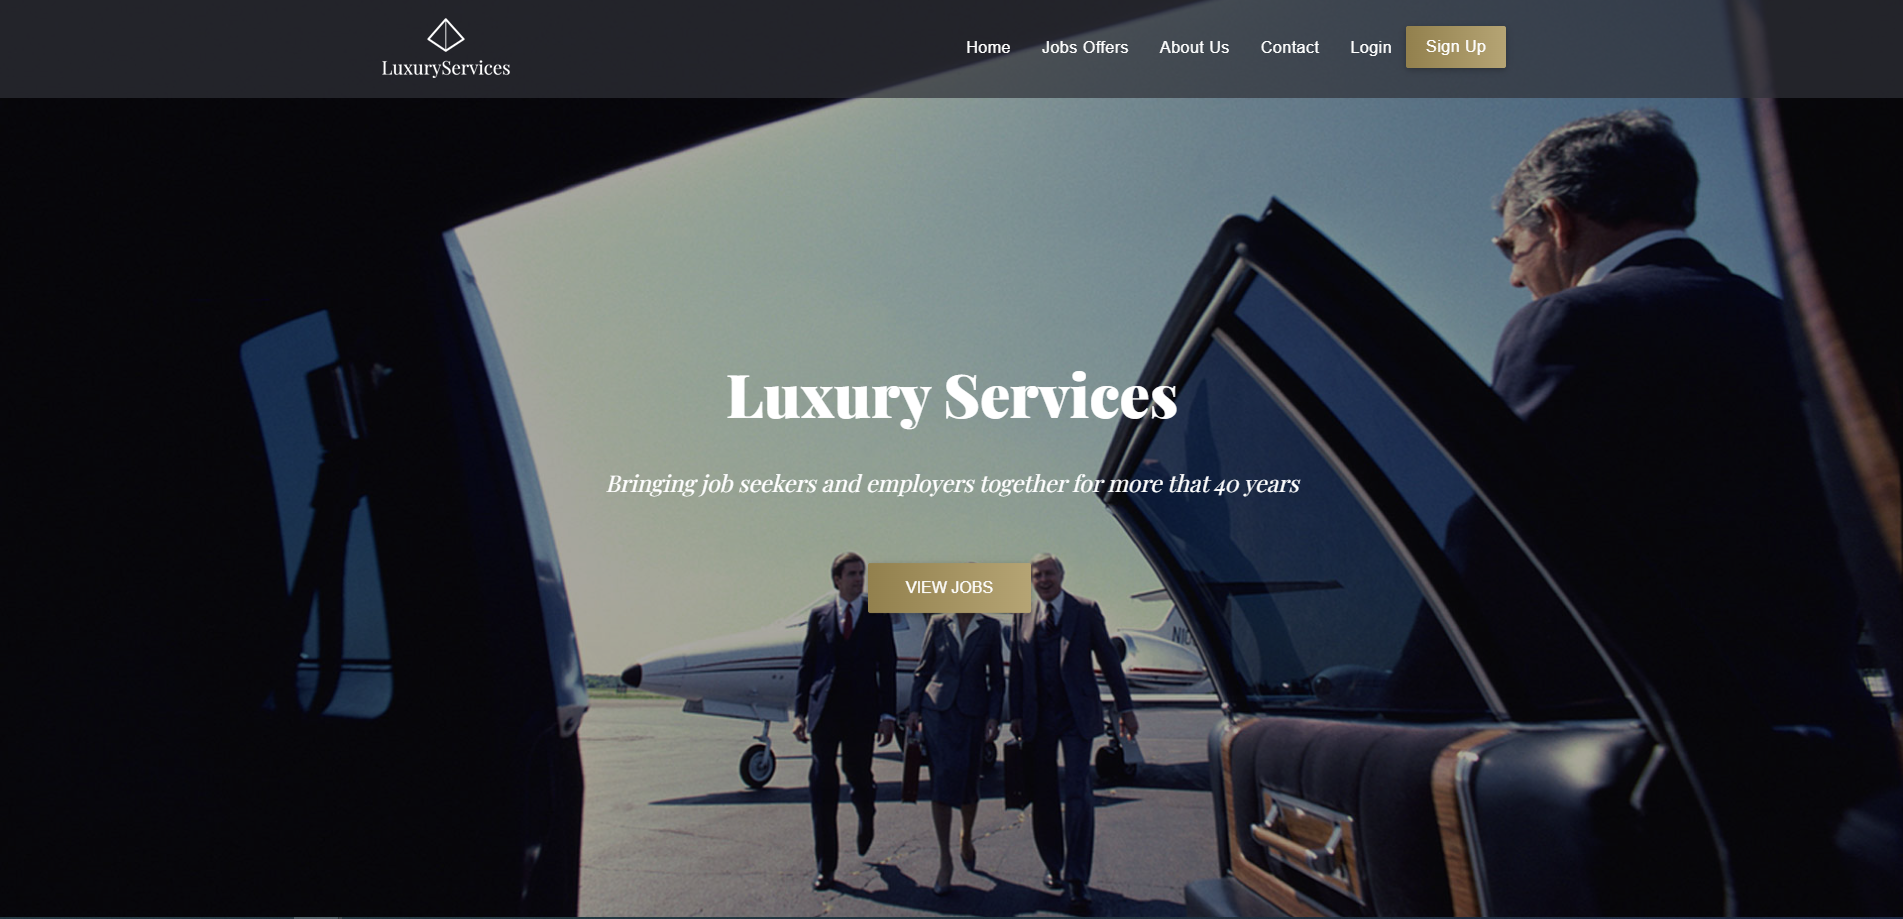 LuxuryServices
Home Jobs Offers About Us Contact Login Sign Up
Luxury Services
Bringing job seekers and employers together for more that 40 years
VIEW JOBS